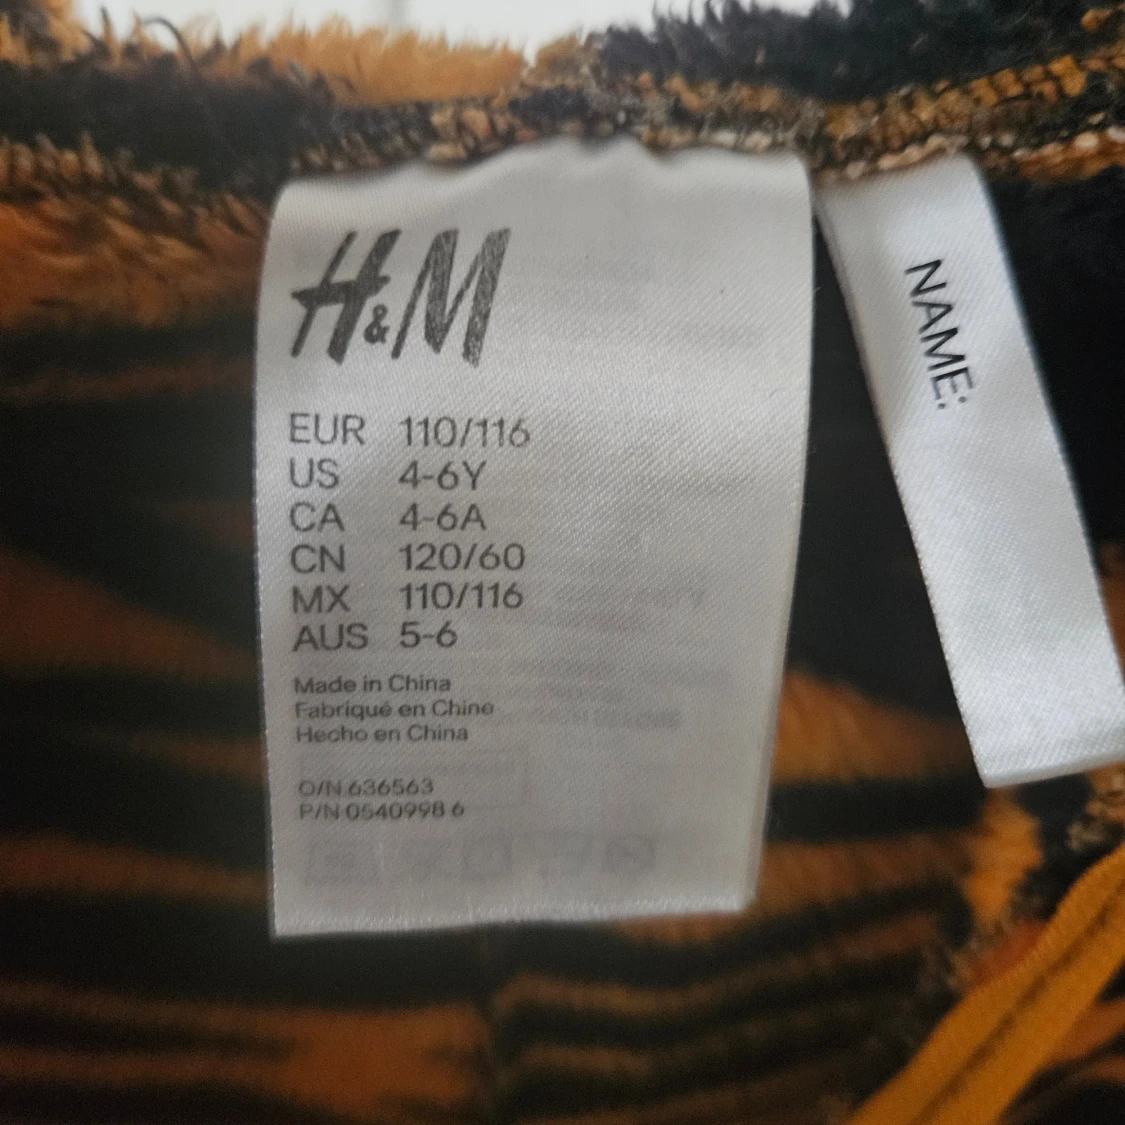 H&M
EUR 110/116
US 4-6Y
CA 4-6A
CN 120/60
MX 110/116
AUS 5-6
Made in China
Fabriqué en Chine
Hecho en China
O/N 636563
P/N 0540998 6
NAME: